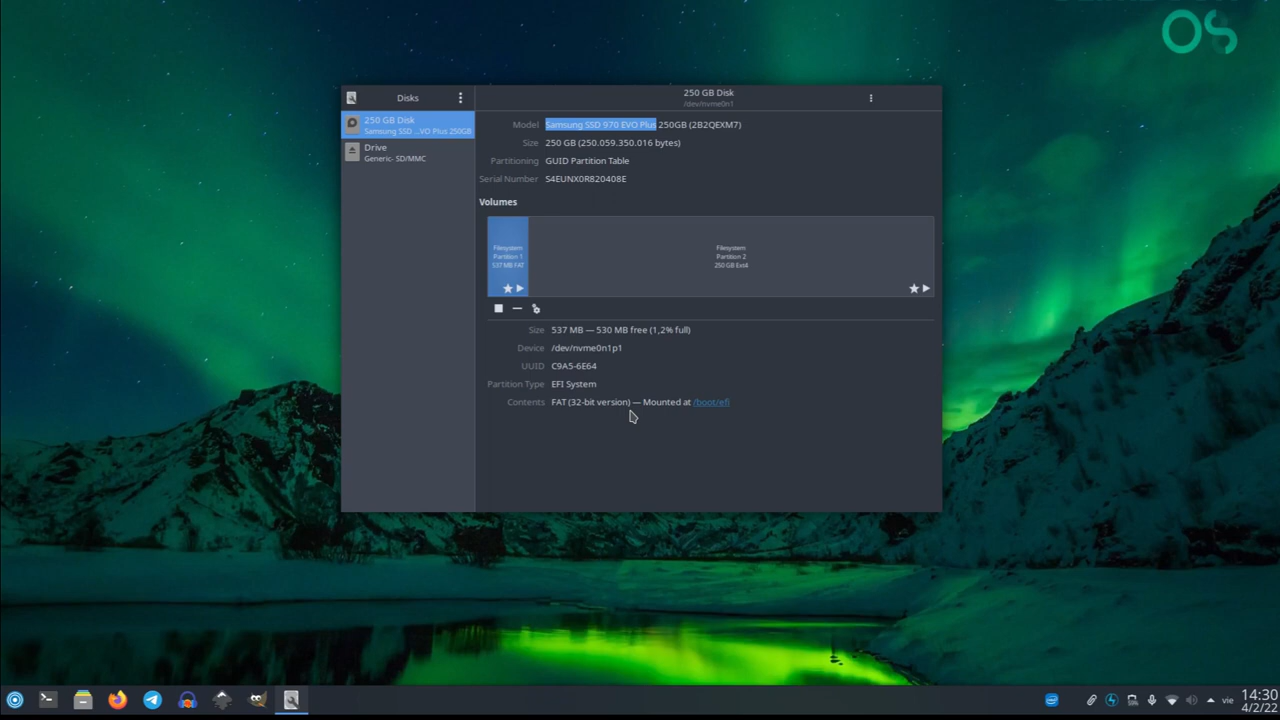 OS
Disks
250 GB Disk
/dev/nvme0n1
250 GB Disk
Samsung SSD ...VO Plus 250GB
Drive
Generic- SD/MMC
Model Samsung SSD 970 EVO Plus 250GB (2B2QEXM7)
Size 250 GB (250.059.350.016 bytes)
Partitioning GUID Partition Table
Serial Number S4EUNX0R820408E
Volumes
Filesystem
Partition 1
537 MB FAT
Filesystem
Partition 2
250 GB Ext4
Size 537 MB — 530 MB free (1,2% full)
Device /dev/nvme0n1p1
UUID C9A5-6E64
Partition Type EFI System
Contents FAT (32-bit version) — Mounted at /boot/efi
vie
14:30
4/2/22